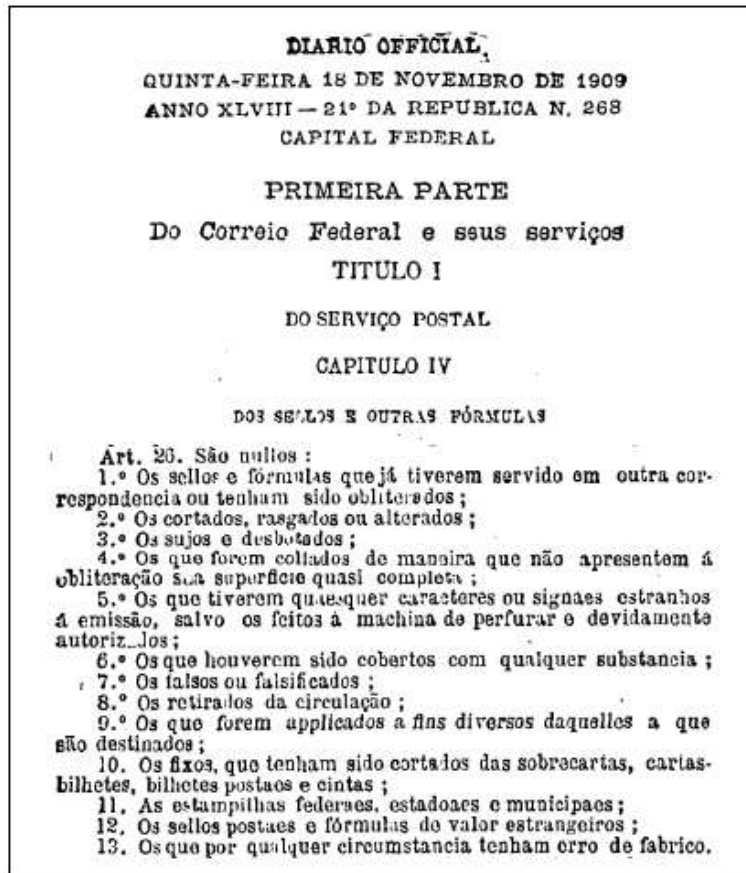 DIARIO OFFICIAL
QUINTA-FEIRA 18 DE NOVEMBRO DE 1909
ANNO XLVIII — 21º DA REPUBLICA N. 268
CAPITAL FEDERAL
PRIMEIRA PARTE
Do Correio Federal e seus serviços
TITULO I
DO SERVIÇO POSTAL
CAPITULO IV
DOS SELLOS E OUTRAS FÓRMULAS
Art. 26. São nullos :
1.º Os sellos e fórmulas que já tiverem servido em outra cor-
respondencia ou tenham sido obliterados ;
2.º Os cortados, rasgados ou alterados ;
3.º Os sujos e desbotados ;
4.º Os que forem collados de maneira que não apresentem á
obliteração sua superficie quasi completa ;
5.º Os que tiverem quaesquer caracteres ou signaes estranhos
á emissão, salvo os feitos à machina de perfurar e devidamente
autorizados ;
6.º Os que houverem sido cobertos com qualquer substancia ;
7.º Os falsos ou falsificados ;
8.º Os retirados da circulação ;
9.º Os que forem applicados a fins diversos daquelles a que
são destinados ;
10. Os fixos, que tenham sido cortados das sobrecartas, cartas-
bilhetes, bilhetes postaes e cintas ;
11. As estampilhas federaes, estadoaes e municipaes ;
12. Os sellos postaes e fórmulas de valor estrangeiros ;
13. Os que por qualquer circumstancia tenham erro de fabrico.